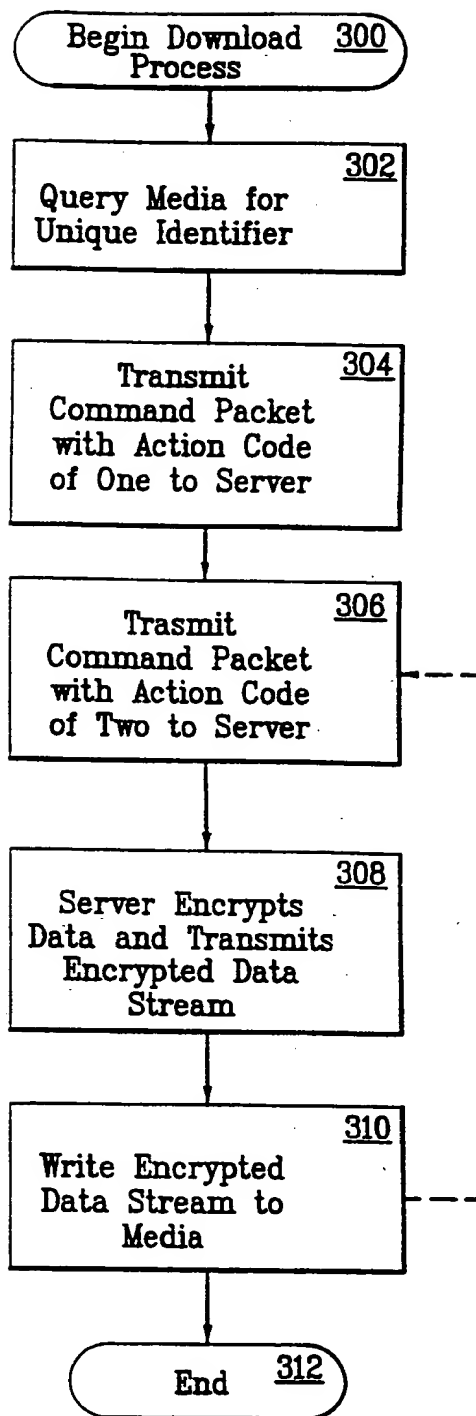 Begin Download 300
Process
302
Query Media for
Unique Identifier
304
Transmit
Command Packet
with Action Code
of One to Server
306
Trasmit
Command Packet
with Action Code
of Two to Server
308
Server Encrypts
Data and Transmits
Encrypted Data
Stream
310
Write Encrypted
Data Stream to
Media
End 312